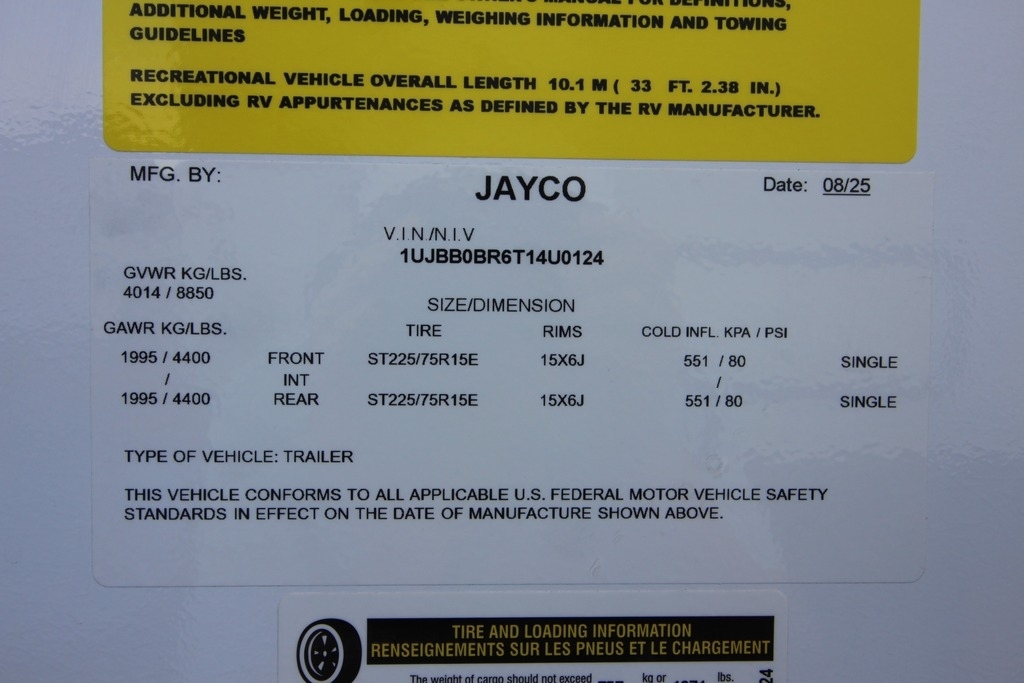 OWNER'S MANUAL FOR DEFINITIONS,
ADDITIONAL WEIGHT, LOADING, WEIGHING INFORMATION AND TOWING
GUIDELINES
RECREATIONAL VEHICLE OVERALL LENGTH 10.1 M ( 33 FT. 2.38 IN.)
EXCLUDING RV APPURTENANCES AS DEFINED BY THE RV MANUFACTURER.
MFG. BY: JAYCO Date: 08/25
V.I.N./N.I.V
1UJBB0BR6T14U0124
GVWR KG/LBS.
4014 / 8850
SIZE/DIMENSION
GAWR KG/LBS. TIRE RIMS COLD INFL. KPA / PSI
1995 / 4400 FRONT ST225/75R15E 15X6J 551 / 80 SINGLE
/ INT /
1995 / 4400 REAR ST225/75R15E 15X6J 551 / 80 SINGLE
TYPE OF VEHICLE: TRAILER
THIS VEHICLE CONFORMS TO ALL APPLICABLE U.S. FEDERAL MOTOR VEHICLE SAFETY
STANDARDS IN EFFECT ON THE DATE OF MANUFACTURE SHOWN ABOVE.
TIRE AND LOADING INFORMATION
RENSEIGNEMENTS SUR LES PNEUS ET LE CHARGEMENT
The weight of cargo should not exceed kg or lbs.
24